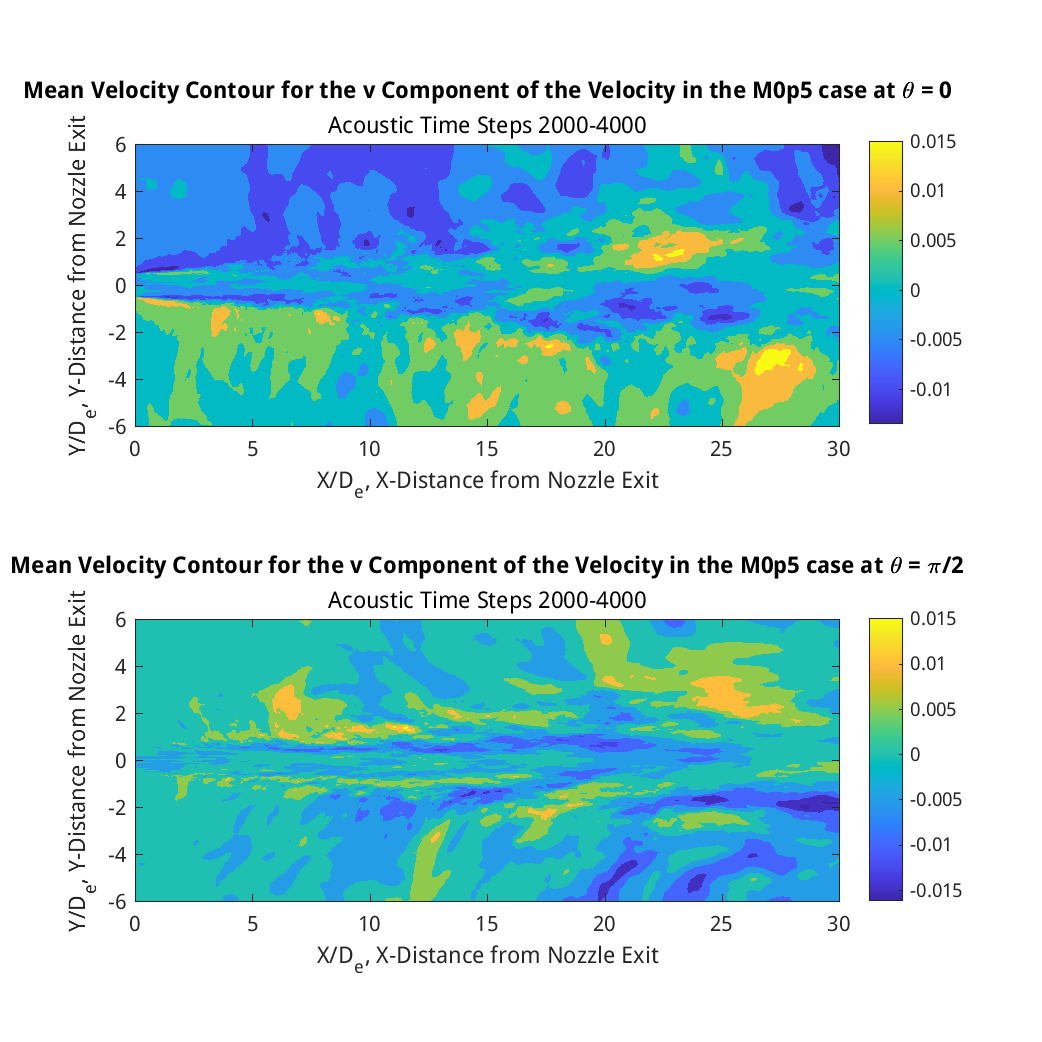 Mean Velocity Contour for the v Component of the Velocity in the M0p5 case at θ = 0
Acoustic Time Steps 2000-4000
Y/D_e, Y-Distance from Nozzle Exit
6
4
2
0
-2
-4
-6
0 5 10 15 20 25 30
X/D_e, X-Distance from Nozzle Exit
0.015
0.01
0.005
0
-0.005
-0.01
Mean Velocity Contour for the v Component of the Velocity in the M0p5 case at θ = π/2
Acoustic Time Steps 2000-4000
Y/D_e, Y-Distance from Nozzle Exit
6
4
2
0
-2
-4
-6
0 5 10 15 20 25 30
X/D_e, X-Distance from Nozzle Exit
0.015
0.01
0.005
0
-0.005
-0.01
-0.015